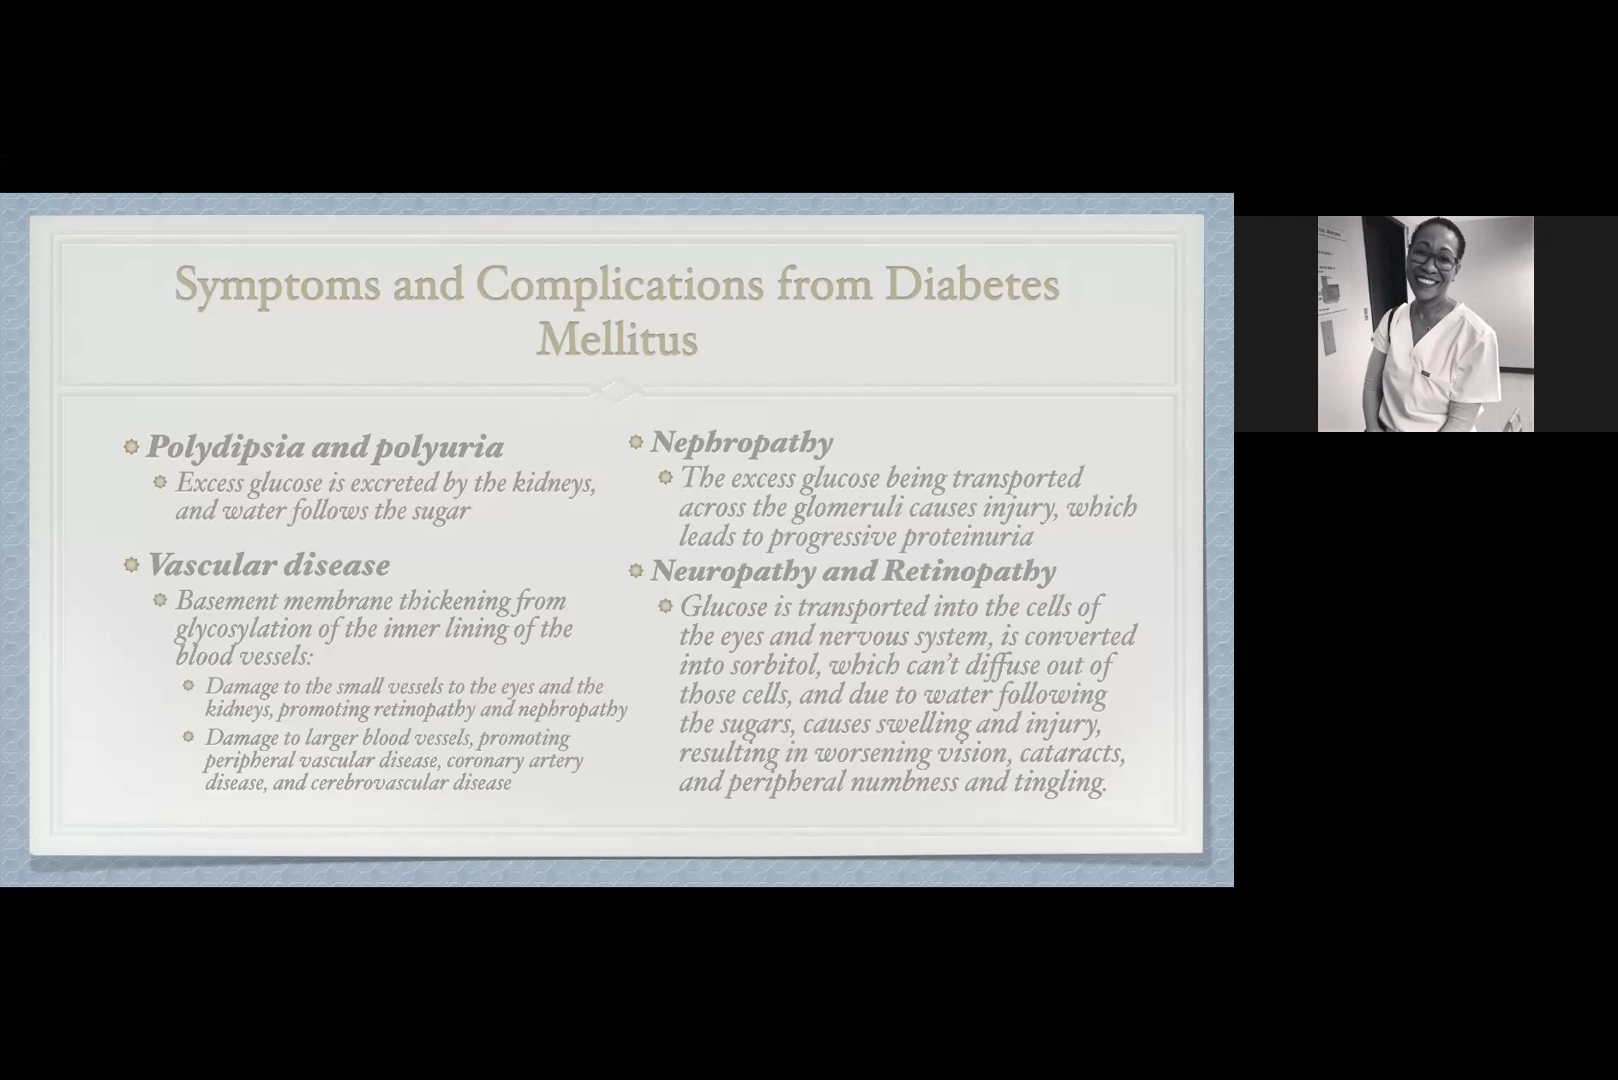 Symptoms and Complications from Diabetes
Mellitus
Polydipsia and polyuria
Excess glucose is excreted by the kidneys,
and water follows the sugar
Vascular disease
Basement membrane thickening from
glycosylation of the inner lining of the
blood vessels:
Damage to the small vessels to the eyes and the
kidneys, promoting retinopathy and nephropathy
Damage to larger blood vessels, promoting
peripheral vascular disease, coronary artery
disease, and cerebrovascular disease
Nephropathy
The excess glucose being transported
across the glomeruli causes injury, which
leads to progressive proteinuria
Neuropathy and Retinopathy
Glucose is transported into the cells of
the eyes and nervous system, is converted
into sorbitol, which can't diffuse out of
those cells, and due to water following
the sugars, causes swelling and injury,
resulting in worsening vision, cataracts,
and peripheral numbness and tingling.